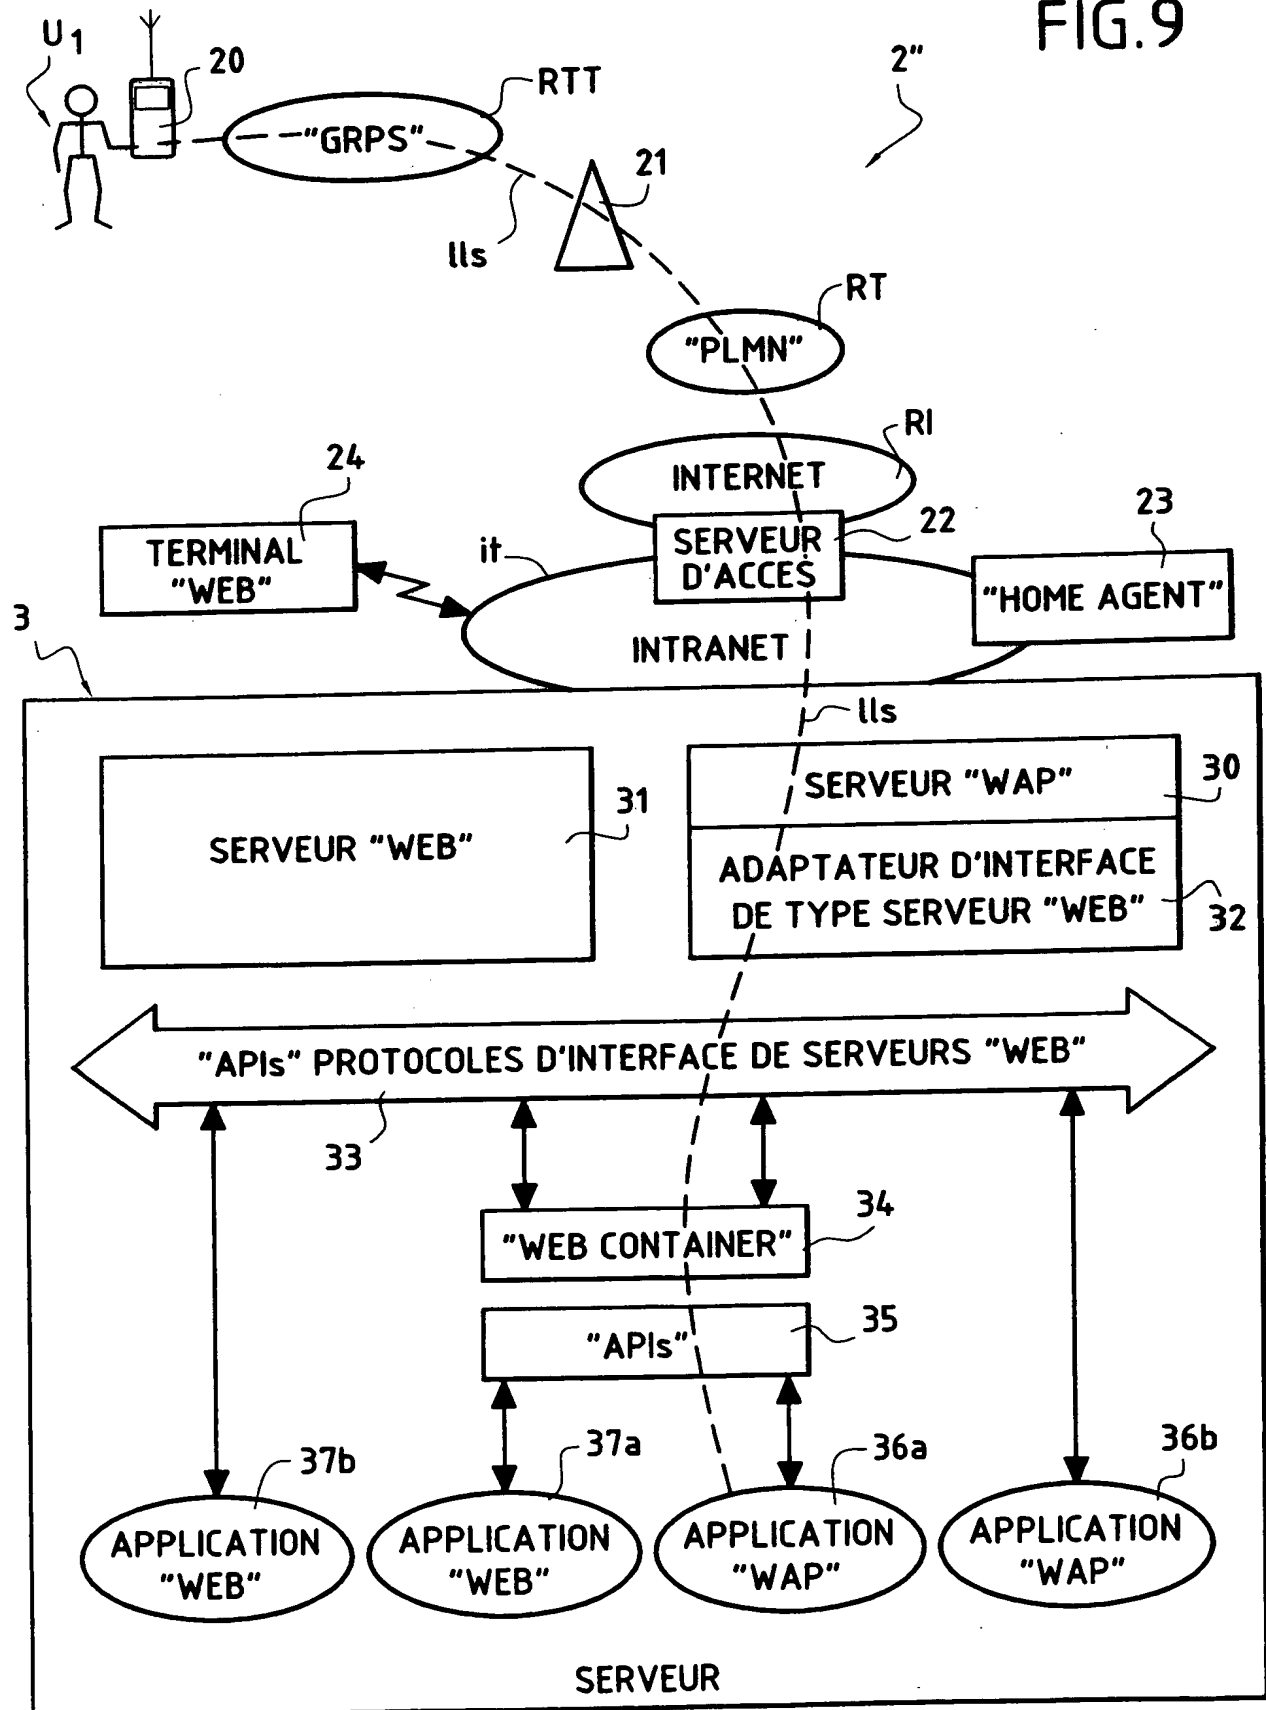 FIG.9
U1
20
RTT
2"
"GRPS"
21
lls
RT
"PLMN"
RI
INTERNET
24
23
22
TERMINAL
"WEB"
it
SERVEUR
D'ACCES
"HOME AGENT"
3
INTRANET
lls
SERVEUR "WAP"
30
31
SERVEUR "WEB"
ADAPTATEUR D'INTERFACE
DE TYPE SERVEUR "WEB"
32
"APIs" PROTOCOLES D'INTERFACE DE SERVEURS "WEB"
33
34
"WEB CONTAINER"
35
"APIs"
37b
37a
36a
36b
APPLICATION
"WEB"
APPLICATION
"WEB"
APPLICATION
"WAP"
APPLICATION
"WAP"
SERVEUR